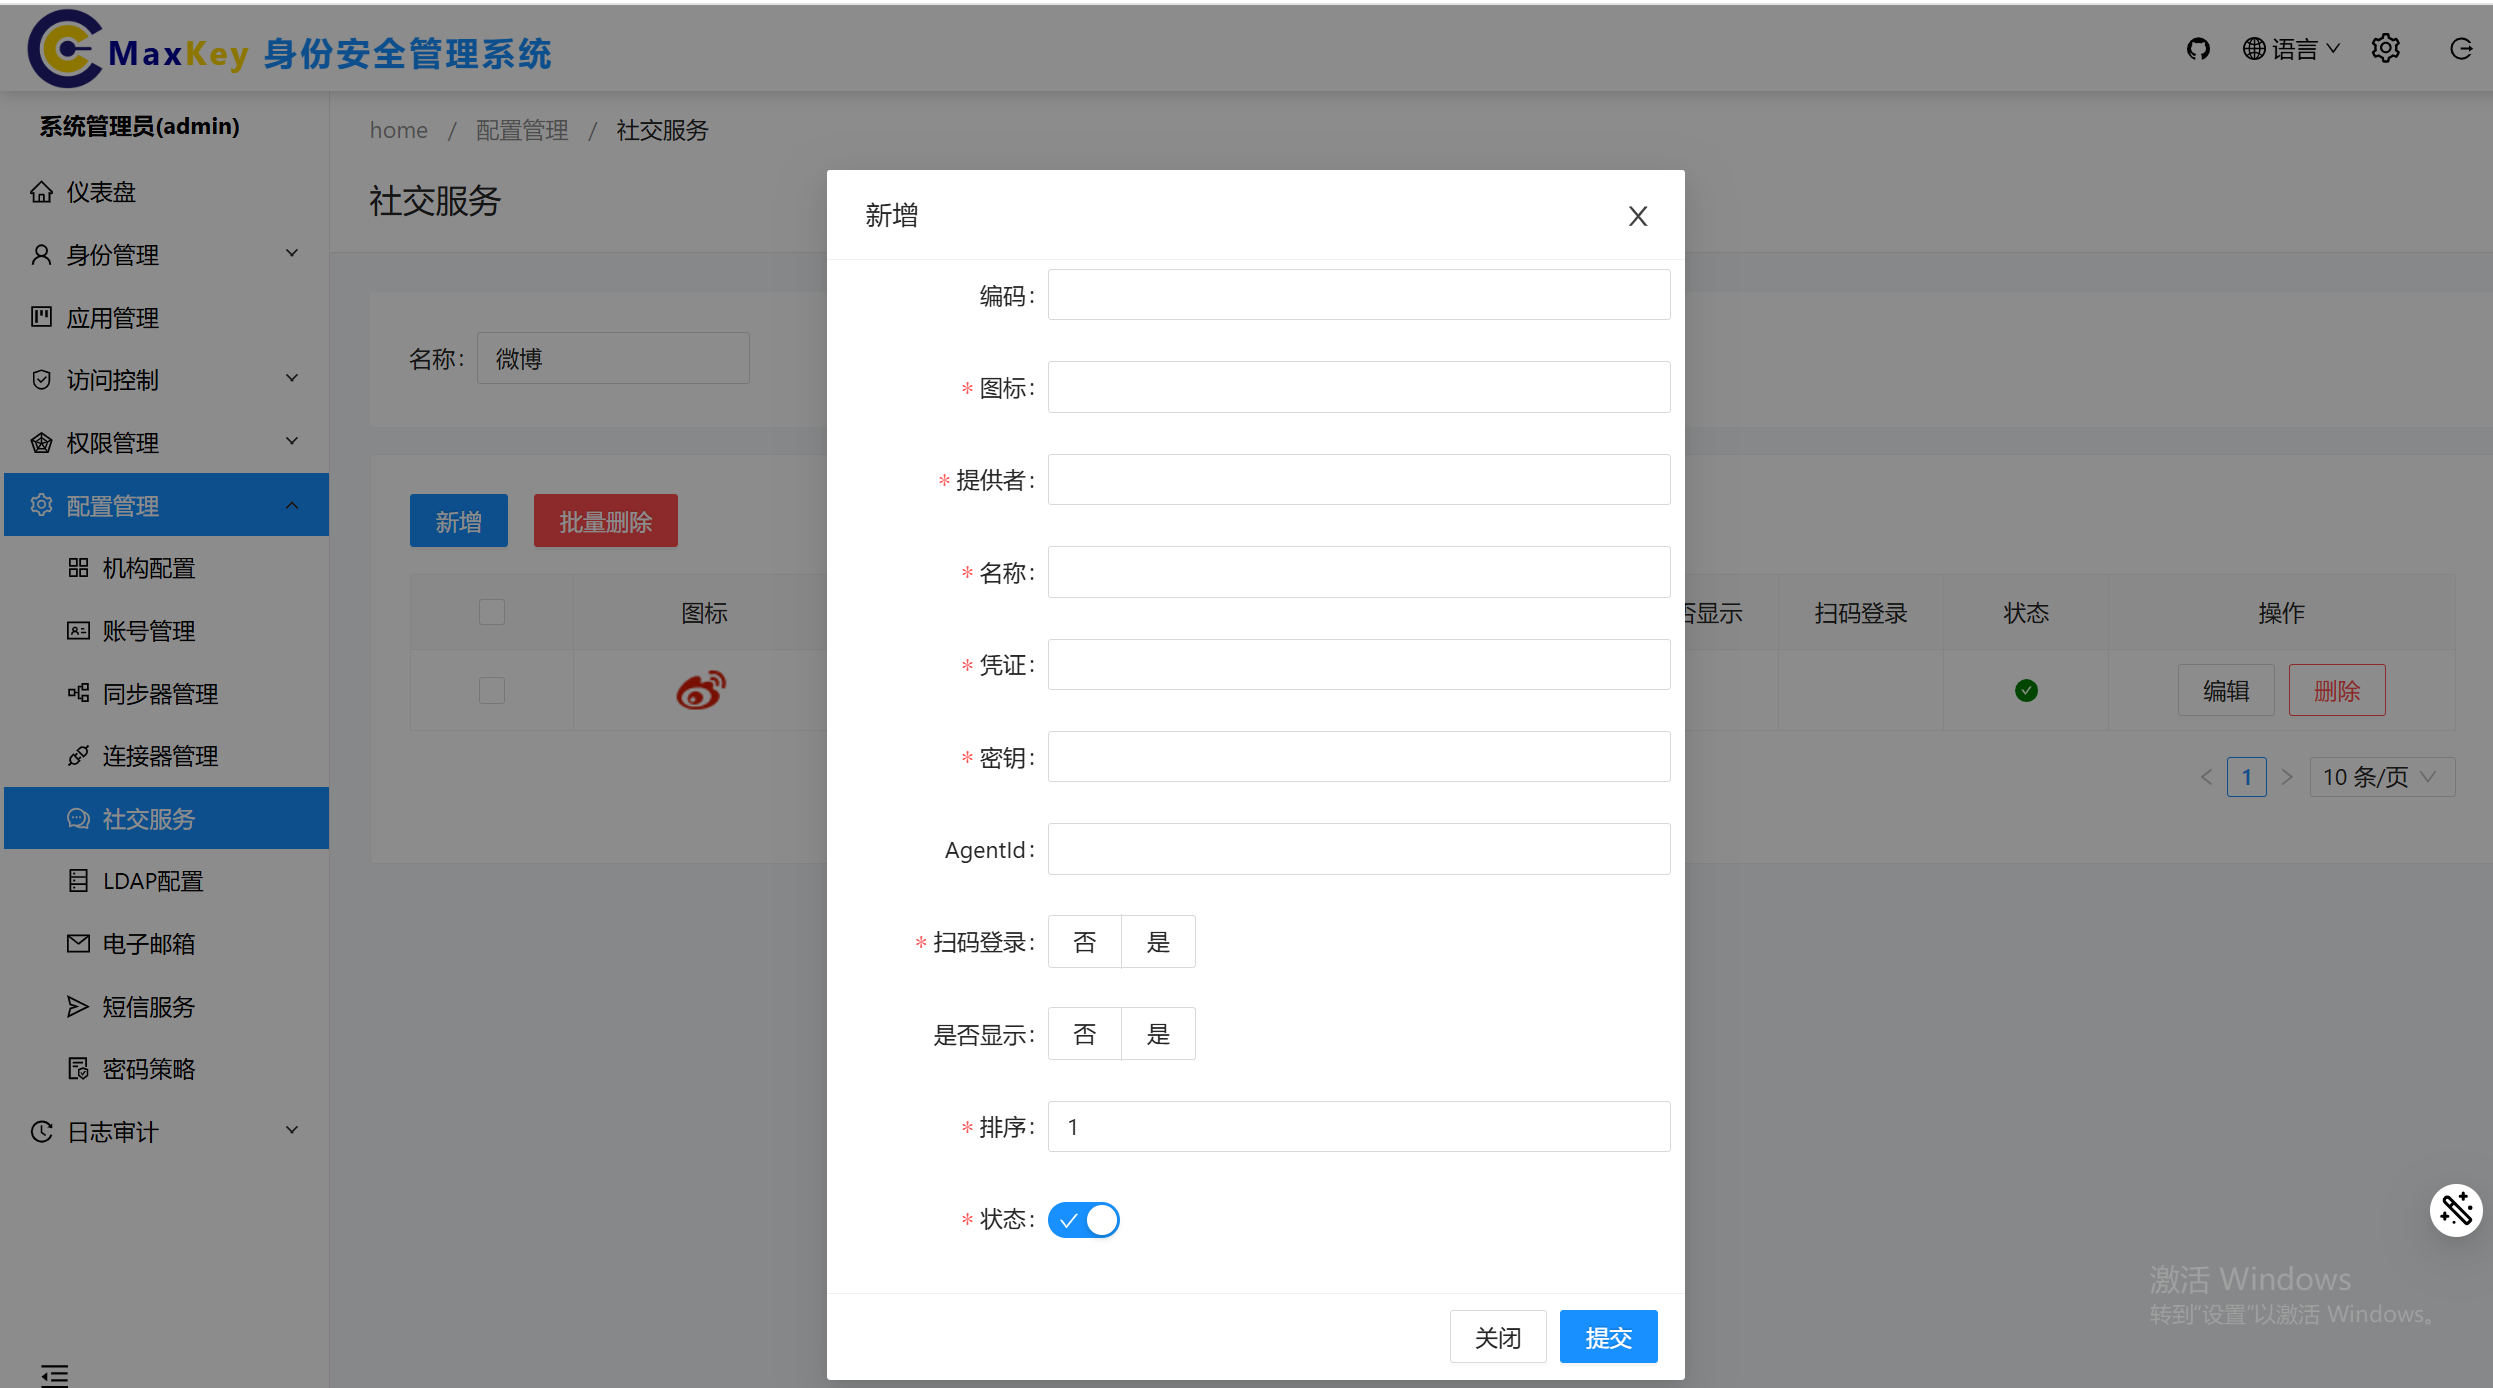 MaxKey 身份安全管理系统
语言
系统管理员(admin)
仪表盘
身份管理
应用管理
访问控制
权限管理
配置管理
机构配置
账号管理
同步器管理
连接器管理
社交服务
LDAP配置
电子邮箱
短信服务
密码策略
日志审计
home / 配置管理 / 社交服务
社交服务
名称: 微博
新增 批量删除
图标
否显示 扫码登录 状态 操作
编辑 删除
1 10 条/页
新增
编码:
* 图标:
* 提供者:
* 名称:
* 凭证:
* 密钥:
AgentId:
* 扫码登录: 否 是
是否显示: 否 是
* 排序: 1
* 状态:
关闭 提交
激活 Windows
转到"设置"以激活 Windows。